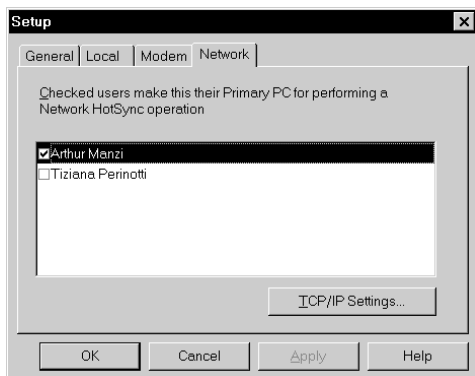 Setup
General Local Modem Network
Checked users make this their Primary PC for performing a
Network HotSync operation
Arthur Manzi
Tiziana Perinotti
TCP/IP Settings...
OK Cancel Apply Help